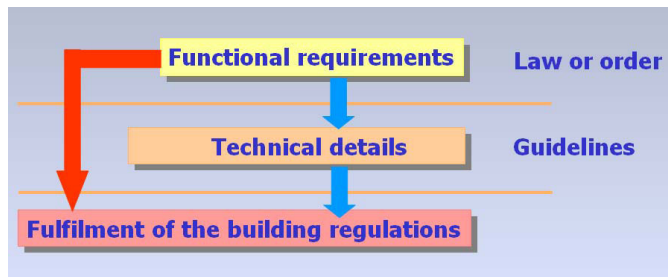 Functional requirements
Law or order
Technical details
Guidelines
Fulfilment of the building regulations